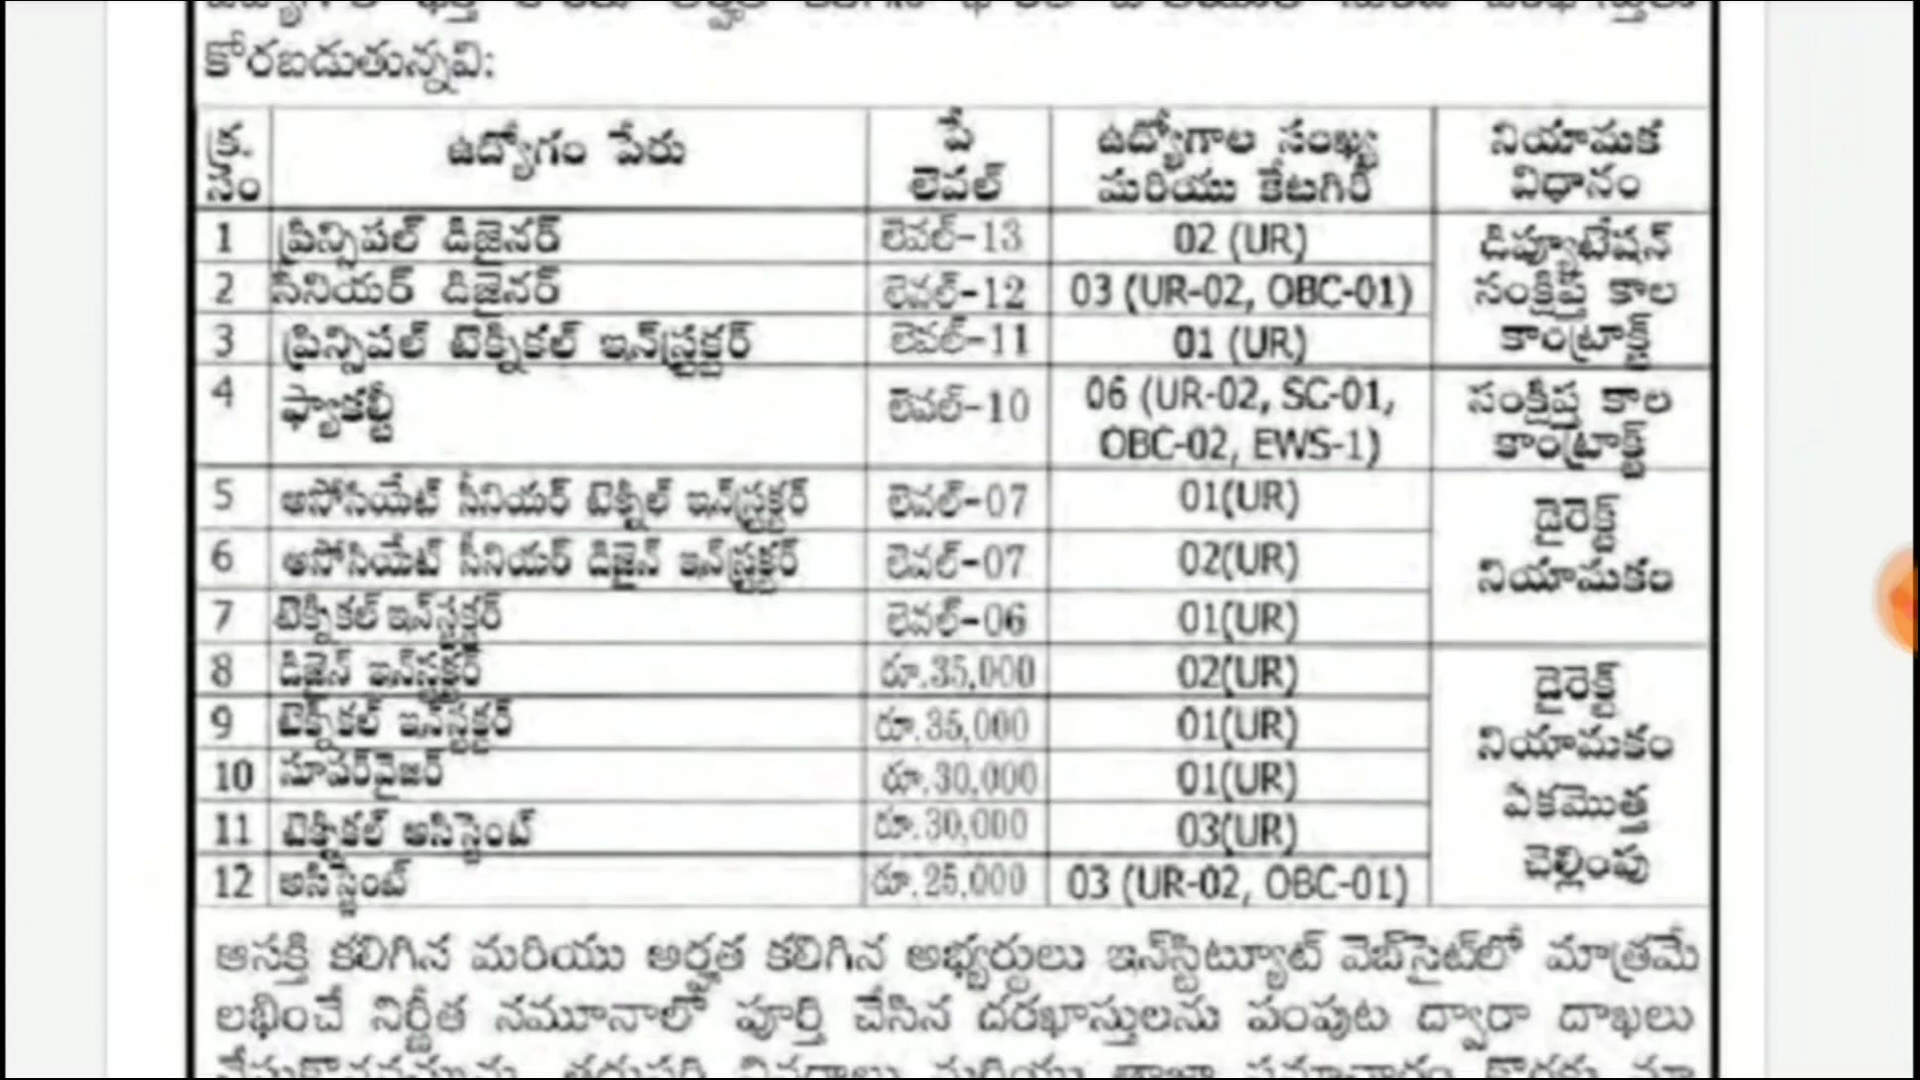 కోరబడుతున్నవి:
క్ర. నం | ఉద్యోగం పేరు | పే లెవల్ | ఉద్యోగాల సంఖ్య మరియు కేటగిరీ | నియామక విధానం
1 | ప్రిన్సిపల్ డిజైనర్ | లెవల్-13 | 02 (UR) | డిప్యూటేషన్ సంక్షిప్త కాల కాంట్రాక్ట్
2 | సీనియర్ డిజైనర్ | లెవల్-12 | 03 (UR-02, OBC-01)
3 | ప్రిన్సిపల్ టెక్నికల్ ఇన్‌స్ట్రక్టర్ | లెవల్-11 | 01 (UR)
4 | ఫ్యాకల్టీ | లెవల్-10 | 06 (UR-02, SC-01, OBC-02, EWS-1) | సంక్షిప్త కాల కాంట్రాక్ట్
5 | అసోసియేట్ సీనియర్ టెక్నికల్ ఇన్‌స్ట్రక్టర్ | లెవల్-07 | 01(UR) | డైరెక్ట్ నియామకం
6 | అసోసియేట్ సీనియర్ డిజైన్ ఇన్‌స్ట్రక్టర్ | లెవల్-07 | 02(UR)
7 | టెక్నికల్ ఇన్‌స్ట్రక్టర్ | లెవల్-06 | 01(UR)
8 | డిజైన్ ఇన్‌స్ట్రక్టర్ | రూ.35,000 | 02(UR) | డైరెక్ట్ నియామకం ఏకమొత్త చెల్లింపు
9 | టెక్నికల్ ఇన్‌స్ట్రక్టర్ | రూ.35,000 | 01(UR)
10 | సూపర్‌వైజర్ | రూ.30,000 | 01(UR)
11 | టెక్నికల్ అసిస్టెంట్ | రూ.30,000 | 03(UR)
12 | అసిస్టెంట్ | రూ.25,000 | 03 (UR-02, OBC-01)
ఆసక్తి కలిగిన మరియు అర్హత కలిగిన అభ్యర్థులు ఇన్‌స్టిట్యూట్ వెబ్‌సైట్‌లో మాత్రమే
లభించే నిర్ణీత నమూనాలో పూర్తి చేసిన దరఖాస్తులను పంపుట ద్వారా దాఖలు